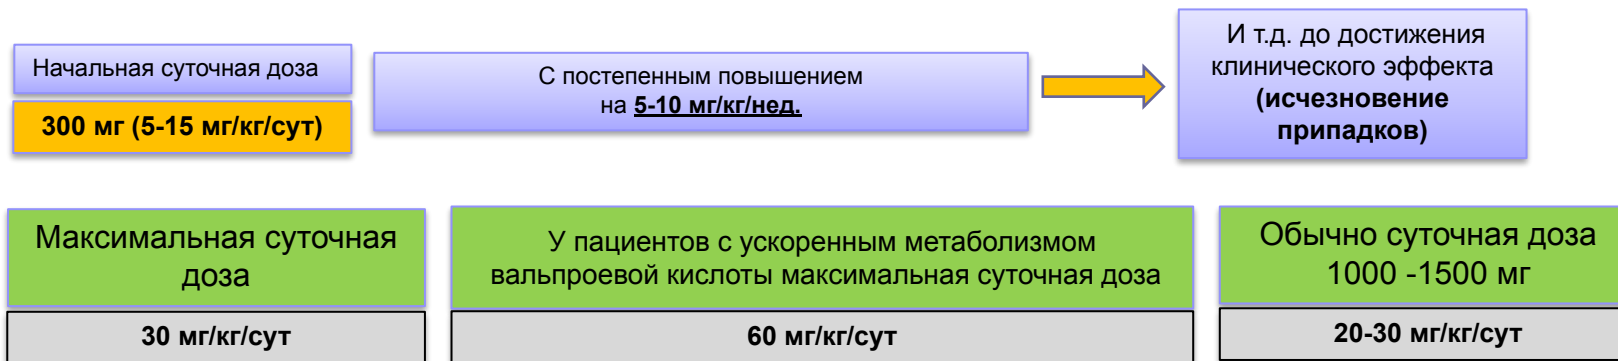 Начальная суточная доза
300 мг (5-15 мг/кг/сут)
С постепенным повышением
на 5-10 мг/кг/нед.
И т.д. до достижения
клинического эффекта
(исчезновение
припадков)
Максимальная суточная
доза
30 мг/кг/сут
У пациентов с ускоренным метаболизмом
вальпроевой кислоты максимальная суточная доза
60 мг/кг/сут
Обычно суточная доза
1000 -1500 мг
20-30 мг/кг/сут